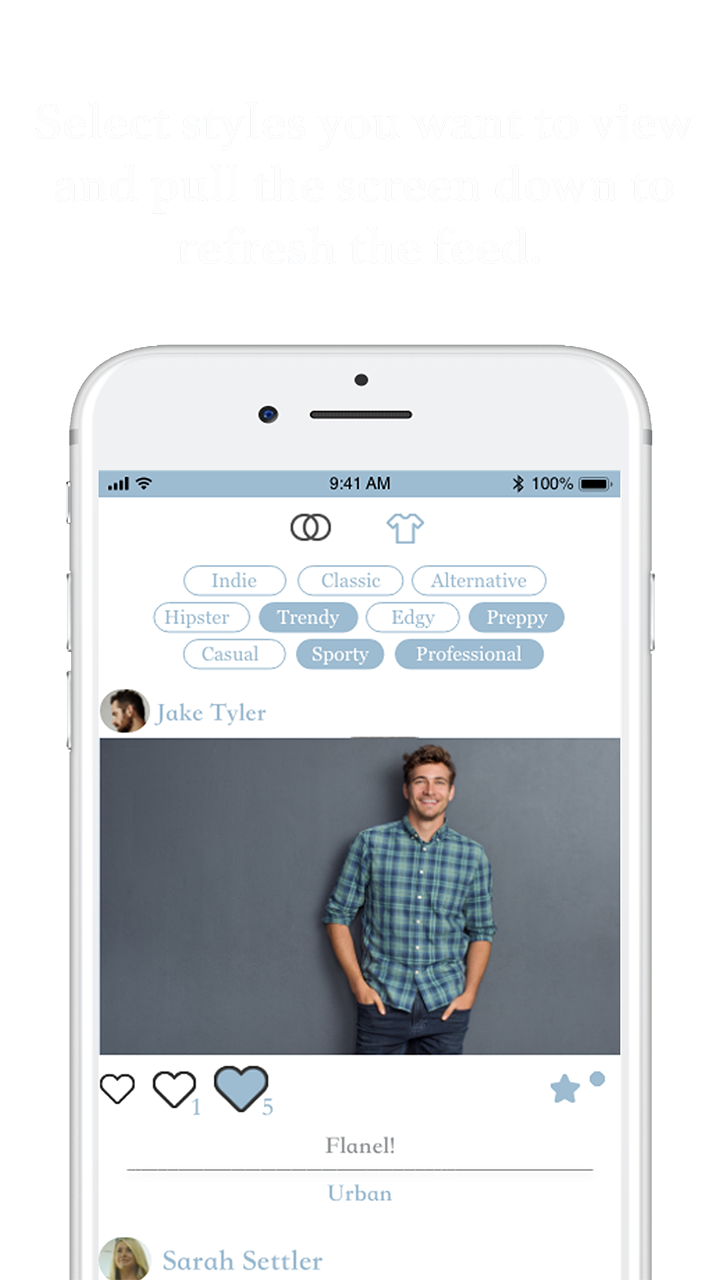 Select styles you want to view
and pull the screen down to
refresh the feed.
9:41 AM 100%
Indie Classic Alternative
Hipster Trendy Edgy Preppy
Casual Sporty Professional
Jake Tyler
1 5
Flanel!
Urban
Sarah Settler